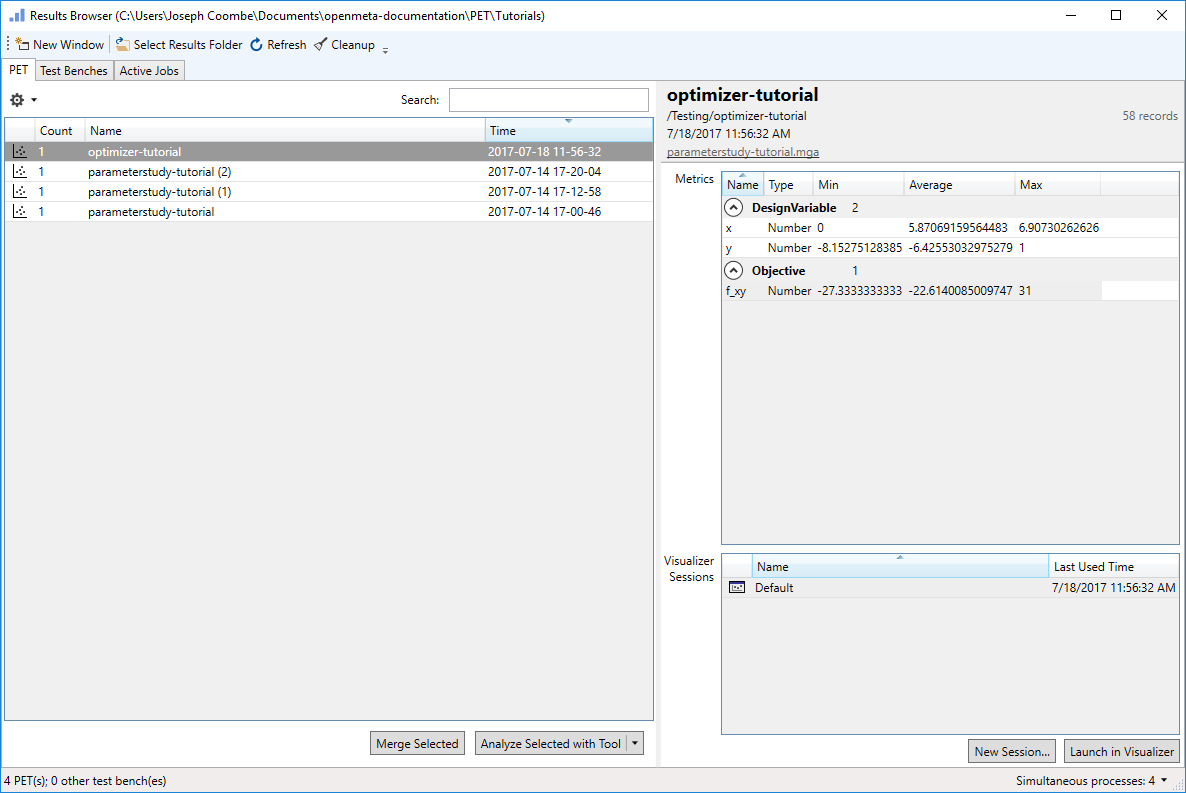 Results Browser (C:\Users\Joseph Coombe\Documents\openmeta-documentation\PET\Tutorials)
New Window Select Results Folder Refresh Cleanup
PET Test Benches Active Jobs
Search:
Count Name Time
1 optimizer-tutorial 2017-07-18 11-56-32
1 parameterstudy-tutorial (2) 2017-07-14 17-20-04
1 parameterstudy-tutorial (1) 2017-07-14 17-12-58
1 parameterstudy-tutorial 2017-07-14 17-00-46
Merge Selected Analyze Selected with Tool
optimizer-tutorial
/Testing/optimizer-tutorial 58 records
7/18/2017 11:56:32 AM
parameterstudy-tutorial.mga
Metrics
Name Type Min Average Max
DesignVariable 2
x Number 0 5.87069159564483 6.90730262626
y Number -8.15275128385 -6.42553032975279 1
Objective 1
f_xy Number -27.3333333333 -22.6140085009747 31
Visualizer
Sessions
Name Last Used Time
Default 7/18/2017 11:56:32 AM
New Session... Launch in Visualizer
4 PET(s); 0 other test bench(es) Simultaneous processes: 4